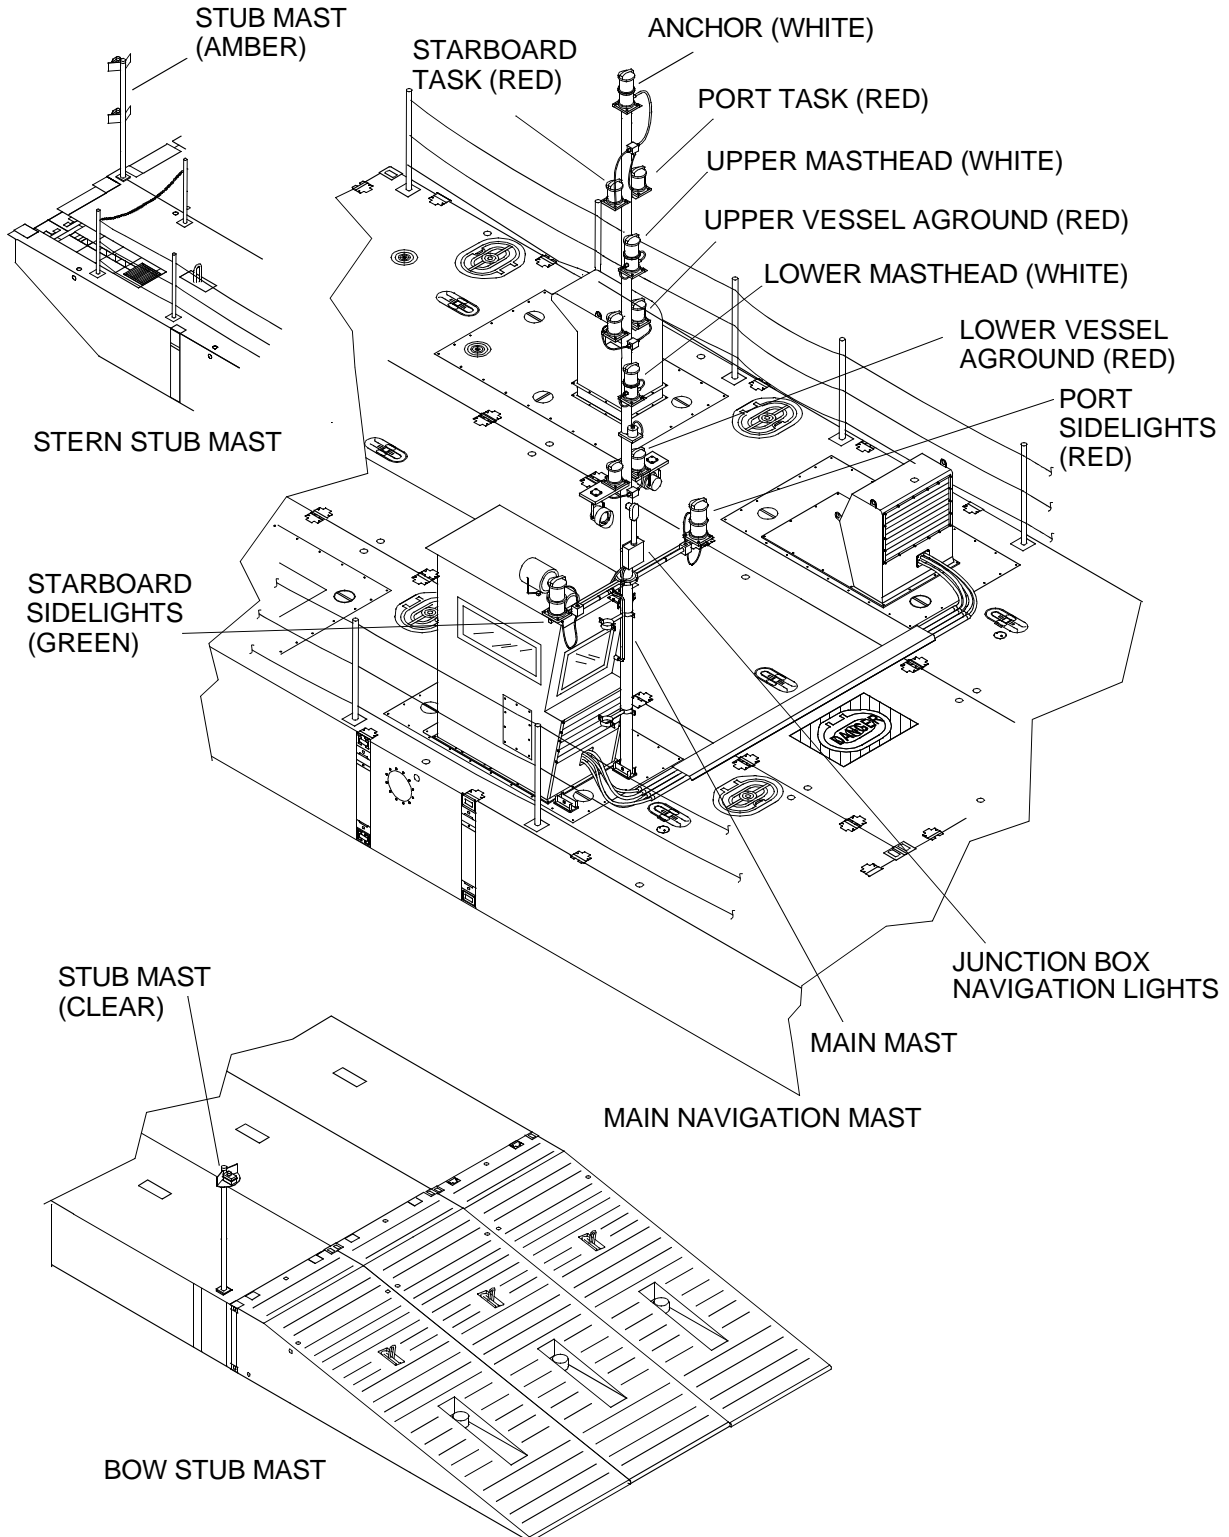 STUB MAST
(AMBER)
STARBOARD
TASK (RED)
ANCHOR (WHITE)
PORT TASK (RED)
UPPER MASTHEAD (WHITE)
UPPER VESSEL AGROUND (RED)
LOWER MASTHEAD (WHITE)
LOWER VESSEL
AGROUND (RED)
PORT
SIDELIGHTS
(RED)
STERN STUB MAST
STARBOARD
SIDELIGHTS
(GREEN)
DANGER
JUNCTION BOX
NAVIGATION LIGHTS
MAIN MAST
MAIN NAVIGATION MAST
STUB MAST
(CLEAR)
BOW STUB MAST